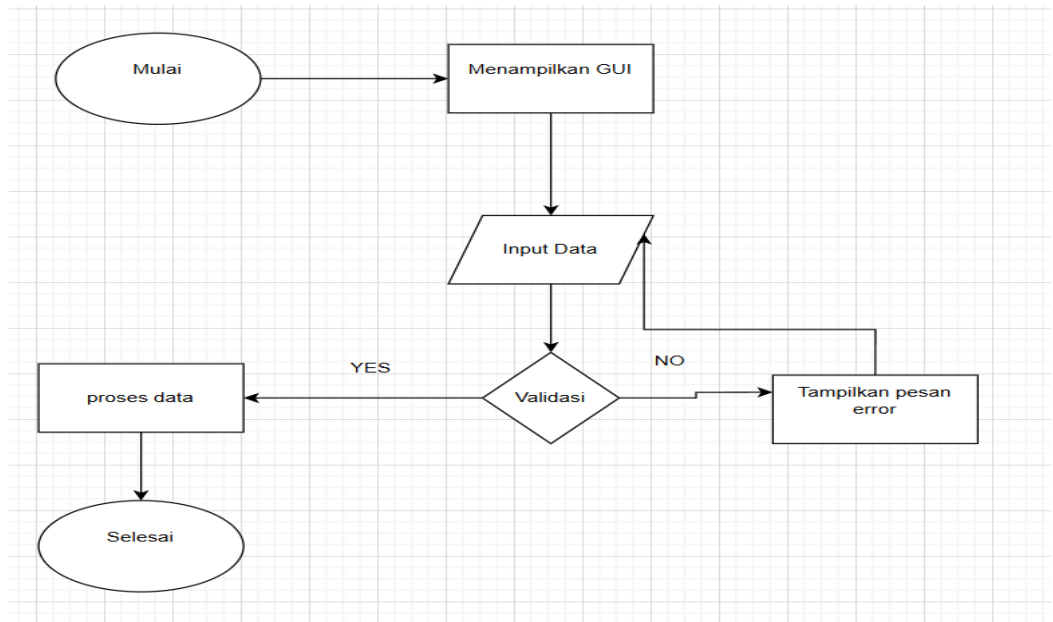 Mulai
Menampilkan GUI
Input Data
YES
NO
proses data
Validasi
Tampilkan pesan
error
Selesai